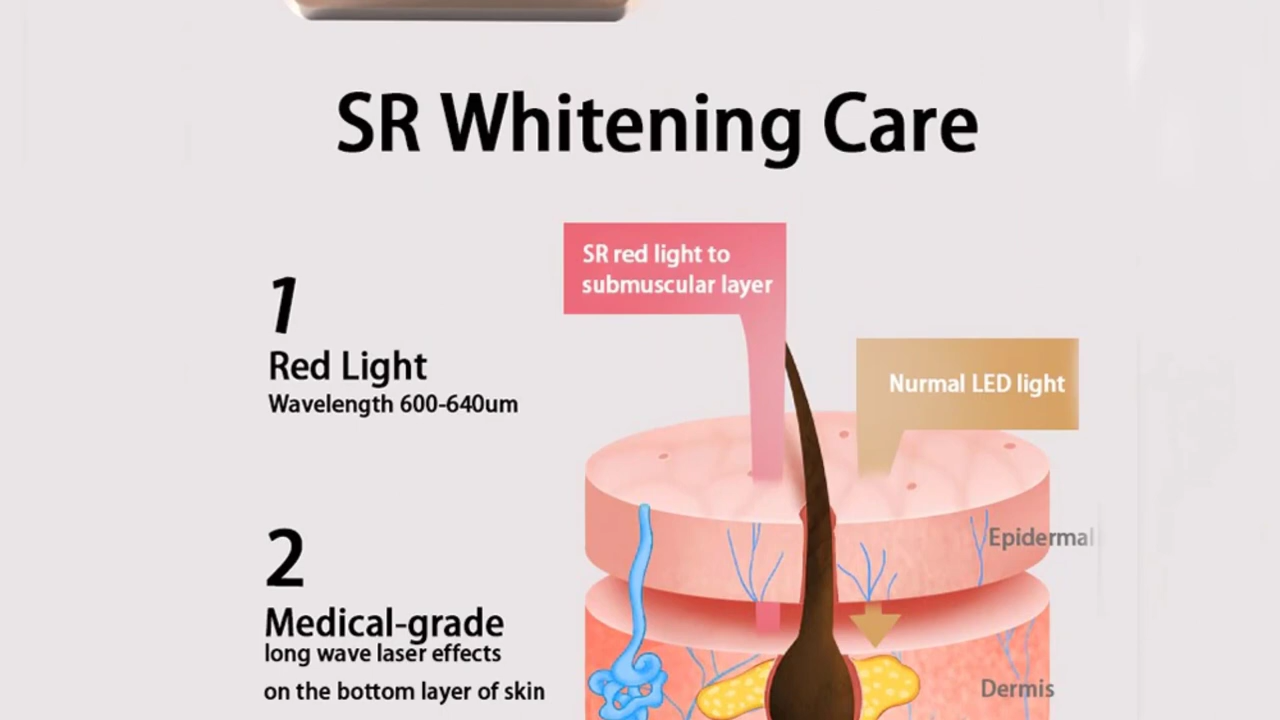 SR Whitening Care
SR red light to
submuscular layer
1
Red Light
Wavelength 600-640um
Nurmal LED light
Epidermal
2
Medical-grade
long wave laser effects
on the bottom layer of skin
Dermis